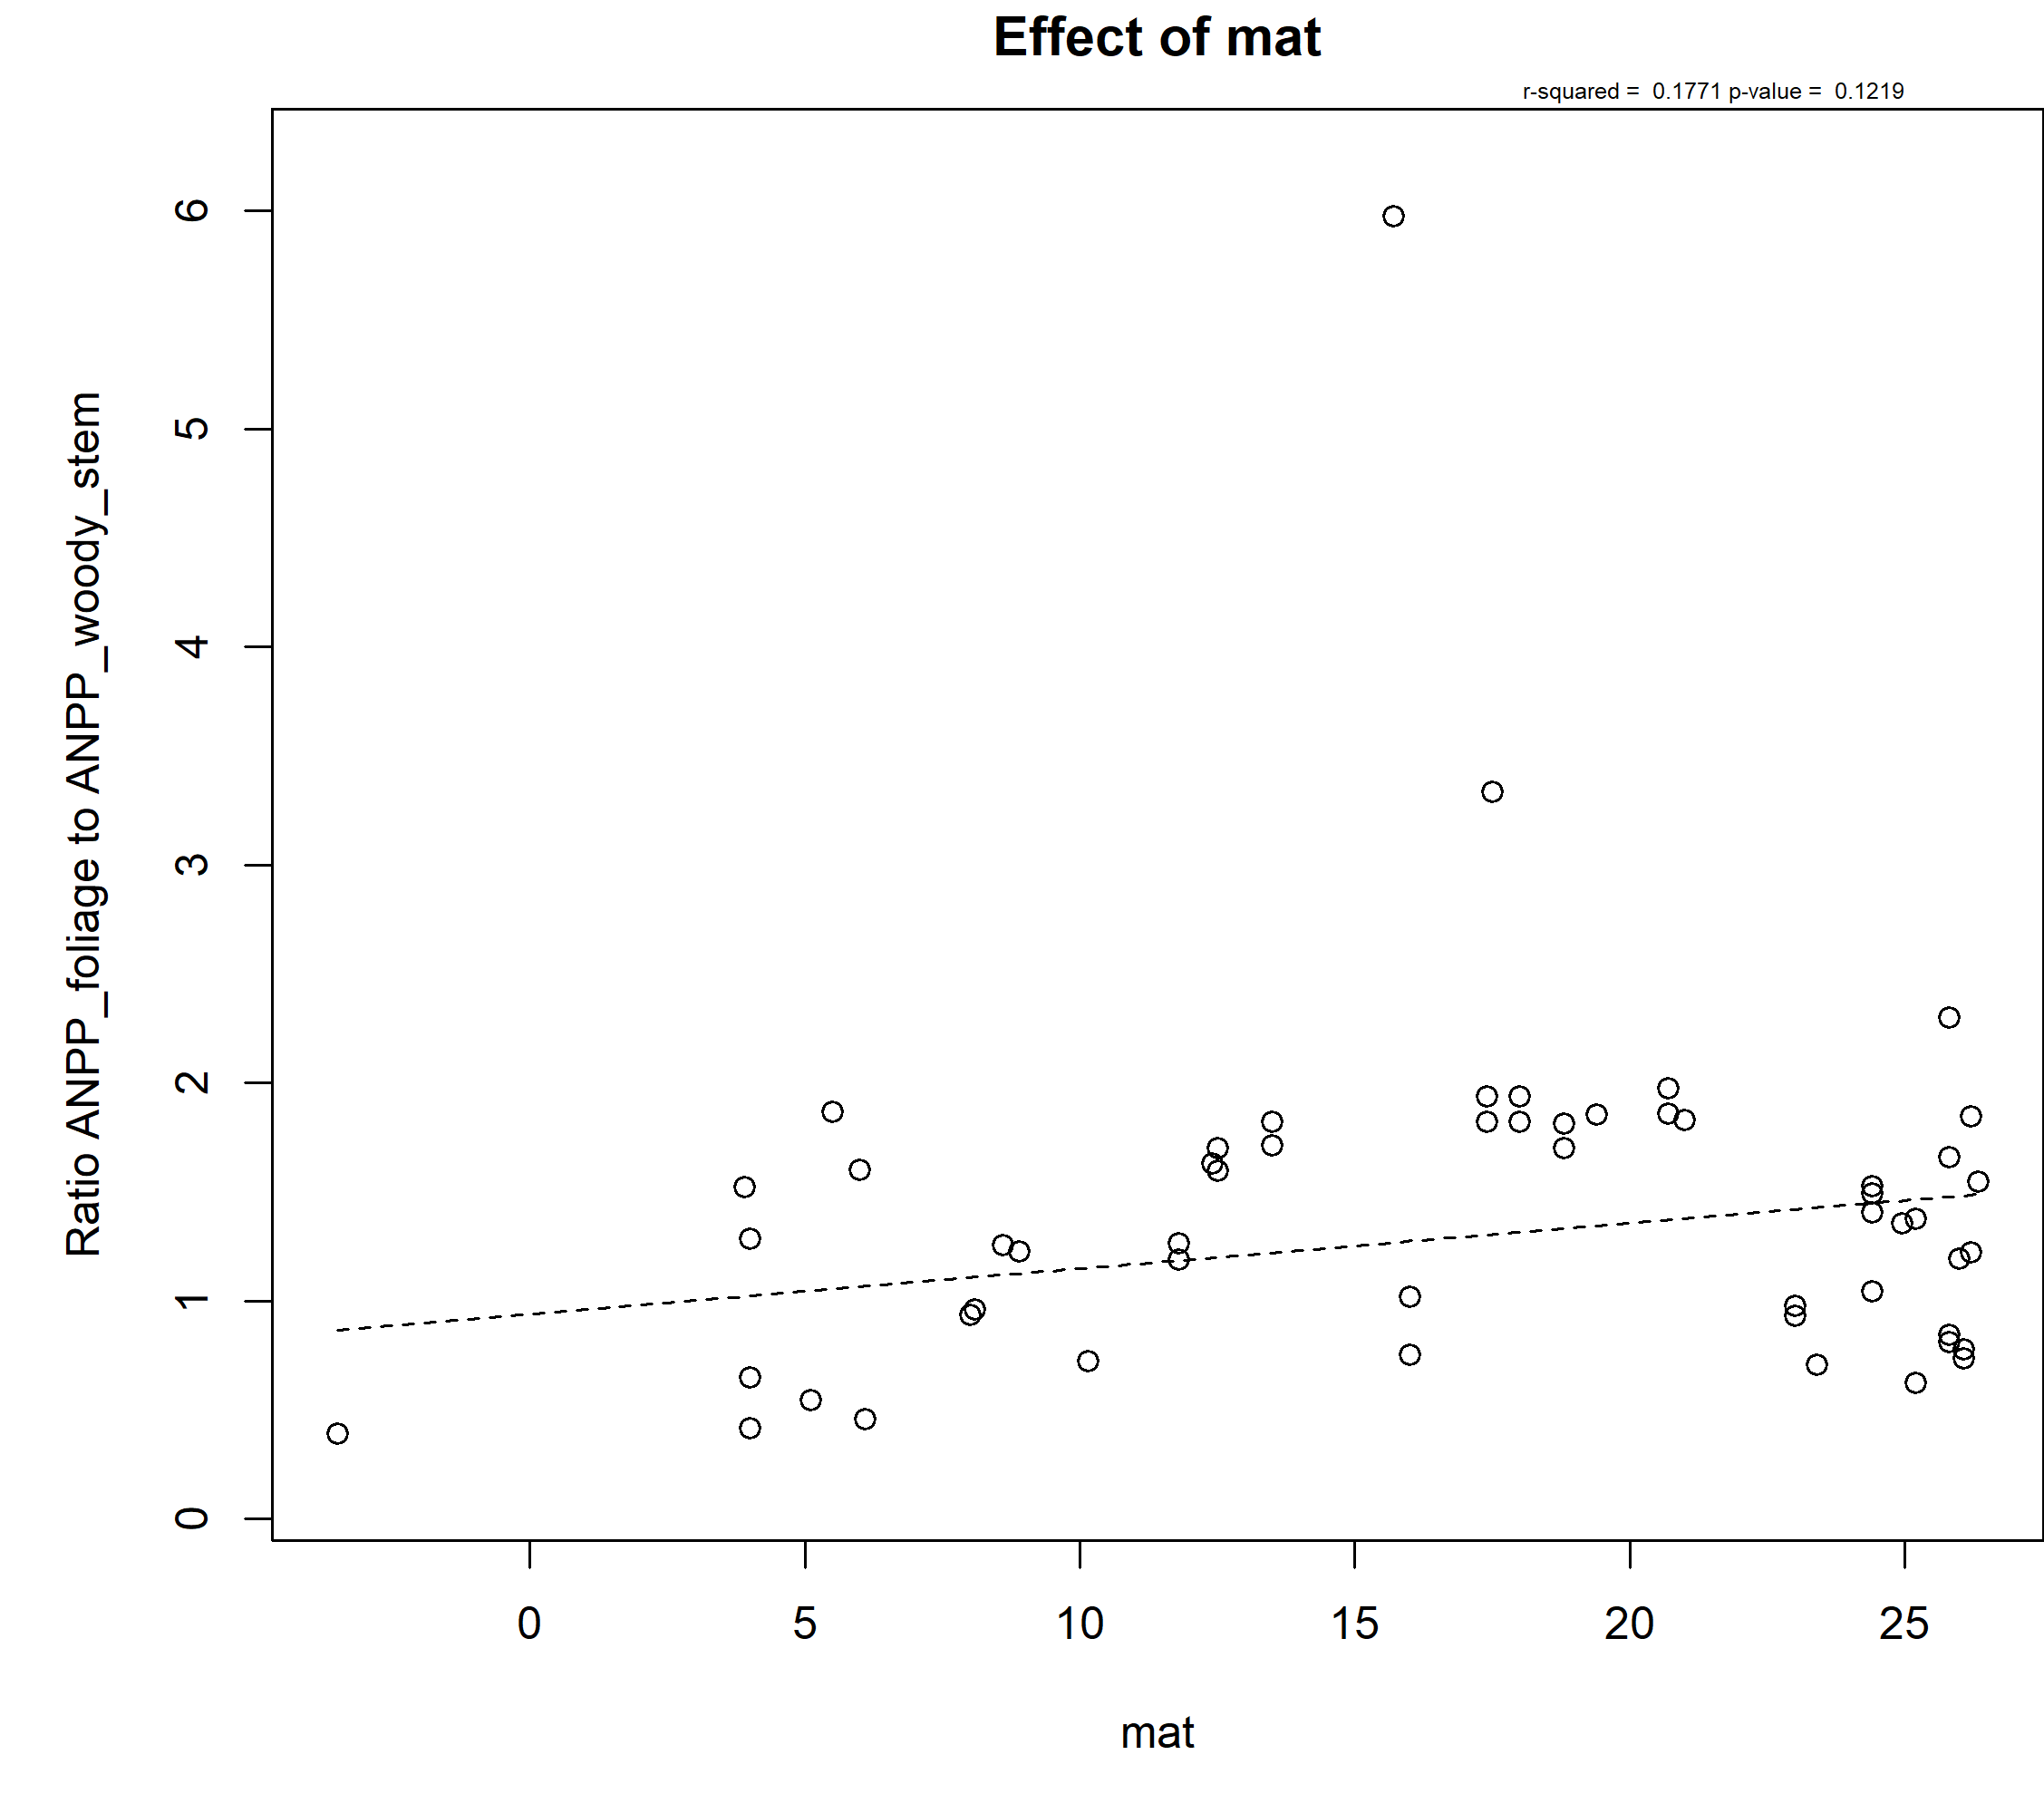 Effect of mat
r-squared =  0.1771 p-value =  0.1219
Ratio ANPP_foliage to ANPP_woody_stem
6
5
4
3
2
1
0
0 5 10 15 20 25
mat